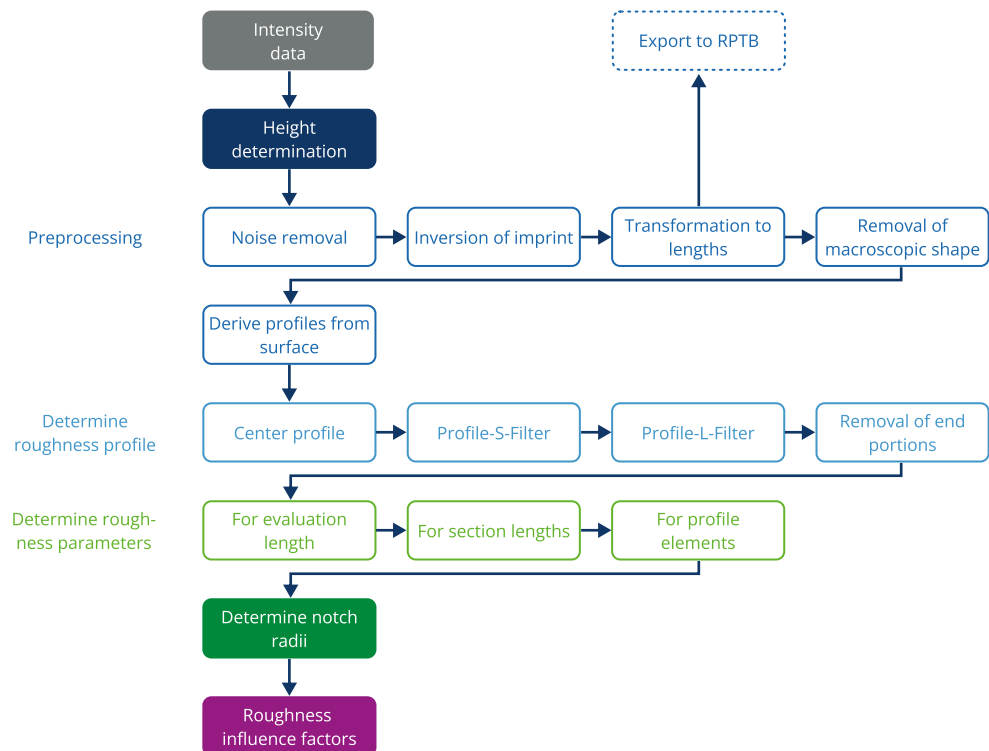 Intensity
data
Export to RPTB
Height
determination
Preprocessing
Noise removal
Inversion of imprint
Transformation to
lengths
Removal of
macroscopic shape
Derive profiles from
surface
Determine
roughness profile
Center profile
Profile-S-Filter
Profile-L-Filter
Removal of end
portions
Determine rough-
ness parameters
For evaluation
length
For section lengths
For profile
elements
Determine notch
radii
Roughness
influence factors